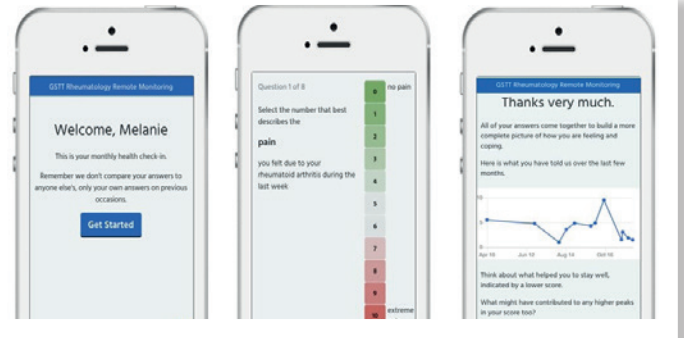 GSTT Rheumatology Remote Monitoring
Welcome, Melanie
This is your monthly health check-in.
Remember we don't compare your answers to
anyone else's, only your own answers on previous
occasions.
Get Started
Question 1 of 8
Select the number that best
describes the
pain
you felt due to your
rheumatoid arthritis during the
last week
0 no pain
1
2
3
4
5
6
7
8
9
10 extreme
GSTT Rheumatology Remote Monitoring
Thanks very much.
All of your answers come together to build a more
complete picture of how you are feeling and
coping.
Here is what you have told us over the last few
months.
10
5
0
Apr 10 Jun 12 Aug 14 Oct 16
Think about what helped you to stay well,
indicated by a lower score.
What might have contributed to any higher peaks
in your score too?